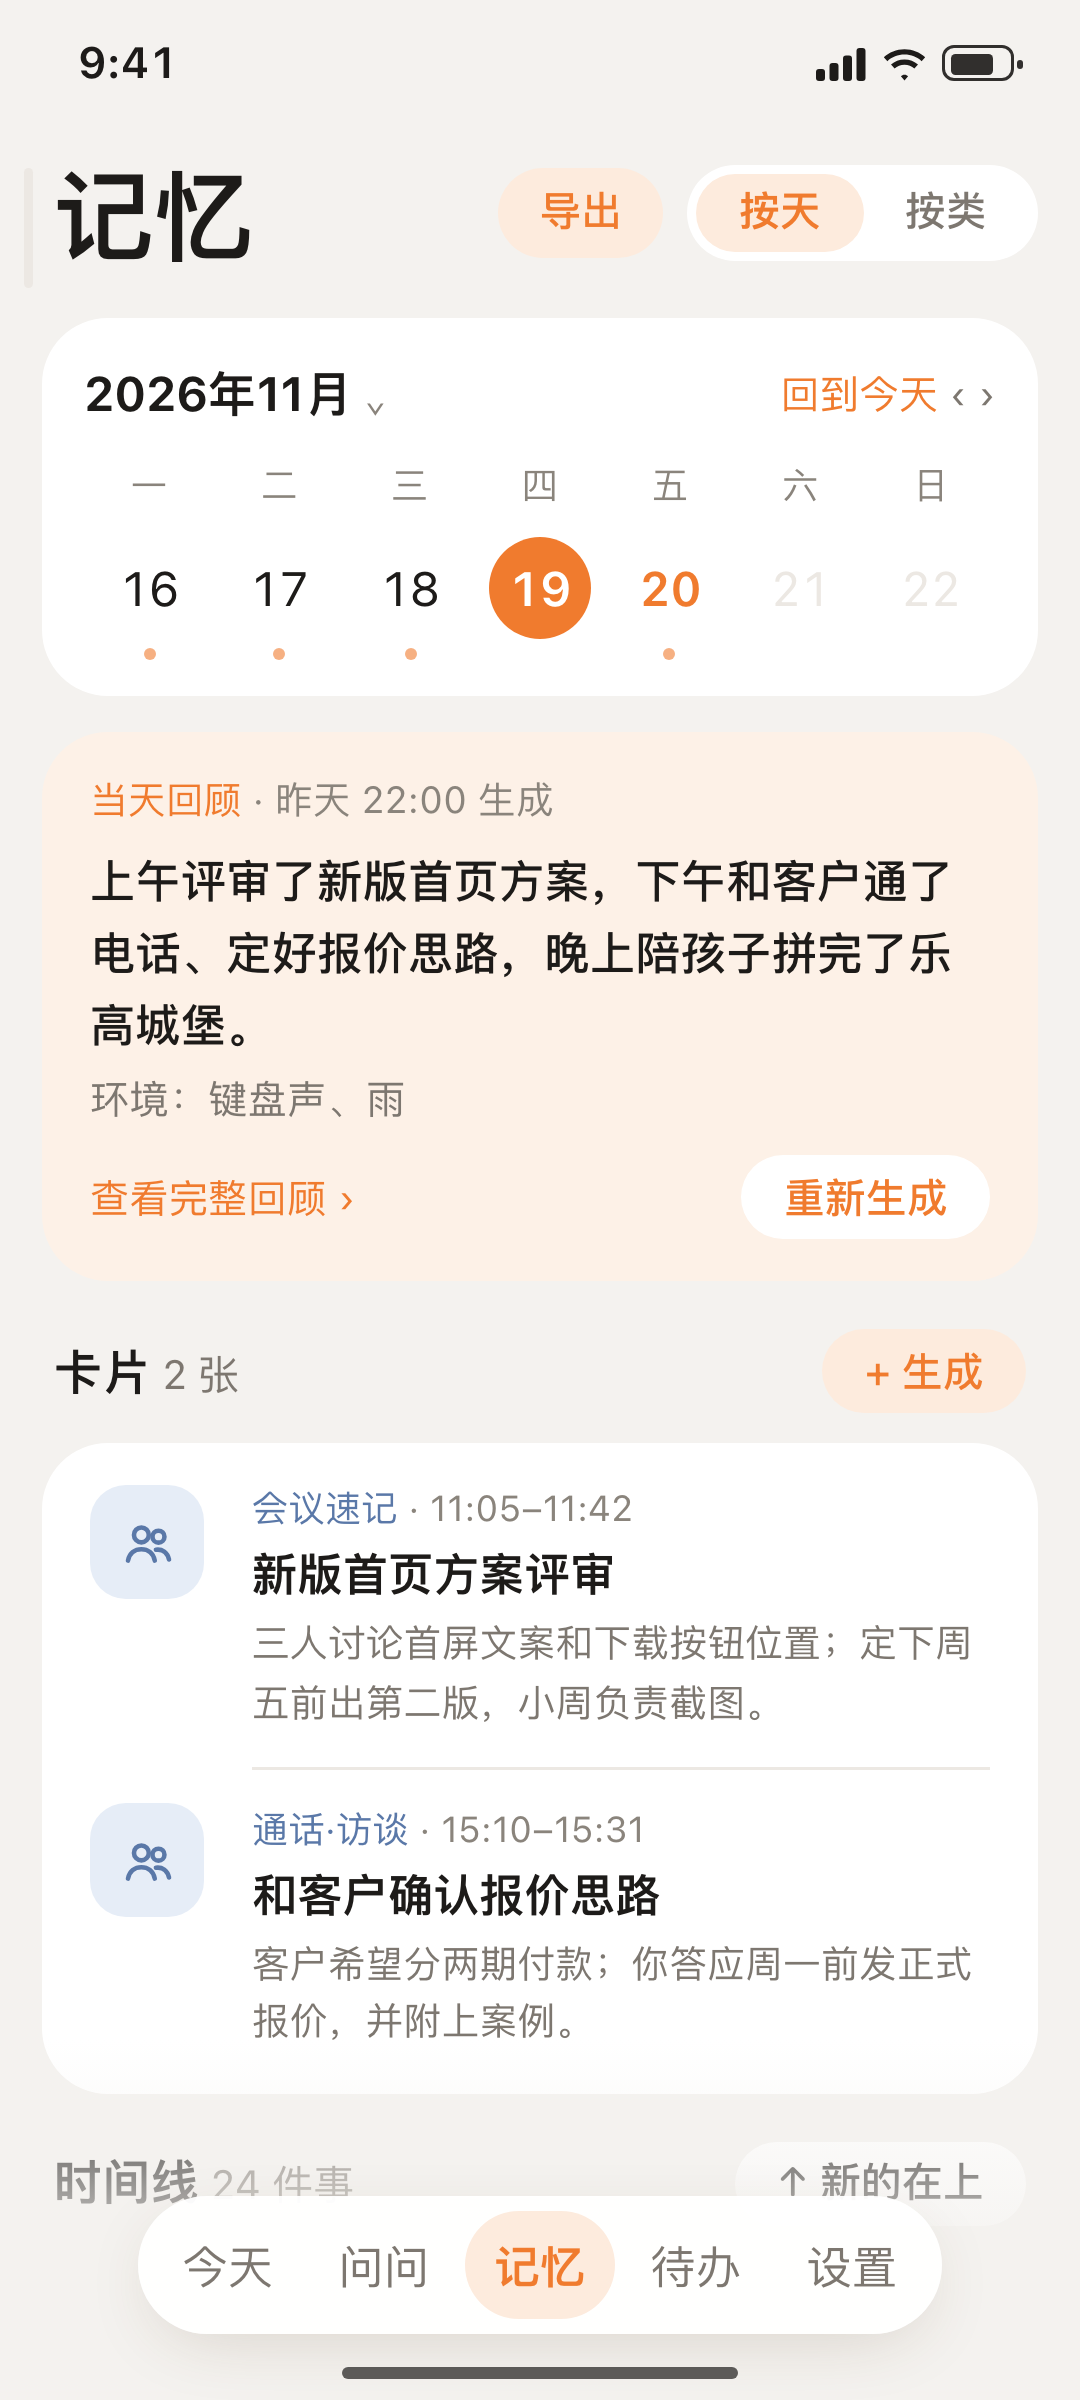 9:41
记忆
导出
按天
按类
2026年11月
回到今天 ‹ ›
一 二 三 四 五 六 日
16 17 18 19 20 21 22
当天回顾 · 昨天 22:00 生成
上午评审了新版首页方案，下午和客户通了
电话、定好报价思路，晚上陪孩子拼完了乐
高城堡。
环境：键盘声、雨
查看完整回顾 ›
重新生成
卡片 2 张
+ 生成
会议速记 · 11:05–11:42
新版首页方案评审
三人讨论首屏文案和下载按钮位置；定下周
五前出第二版，小周负责截图。
通话·访谈 · 15:10–15:31
和客户确认报价思路
客户希望分两期付款；你答应周一前发正式
报价，并附上案例。
时间线 24 件事
↑ 新的在上
今天 问问 记忆 待办 设置